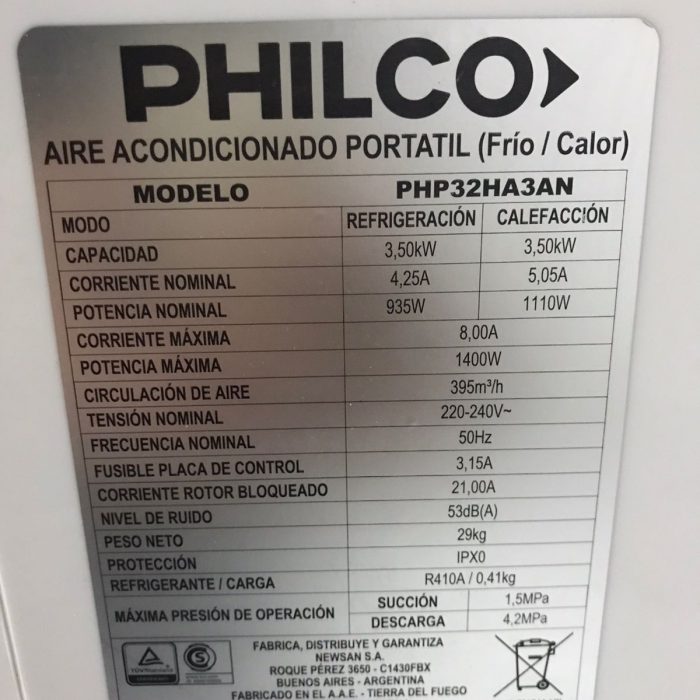 PHILCO
AIRE ACONDICIONADO PORTATIL (Frío / Calor)
MODELO PHP32HA3AN
MODO REFRIGERACIÓN CALEFACCIÓN
CAPACIDAD 3,50kW 3,50kW
CORRIENTE NOMINAL 4,25A 5,05A
POTENCIA NOMINAL 935W 1110W
CORRIENTE MÁXIMA 8,00A
POTENCIA MÁXIMA 1400W
CIRCULACIÓN DE AIRE 395m³/h
TENSIÓN NOMINAL 220-240V~
FRECUENCIA NOMINAL 50Hz
FUSIBLE PLACA DE CONTROL 3,15A
CORRIENTE ROTOR BLOQUEADO 21,00A
NIVEL DE RUIDO 53dB(A)
PESO NETO 29kg
PROTECCIÓN IPX0
REFRIGERANTE / CARGA R410A / 0,41kg
MÁXIMA PRESIÓN DE OPERACIÓN SUCCIÓN 1,5MPa
DESCARGA 4,2MPa
FABRICA, DISTRIBUYE Y GARANTIZA
NEWSAN S.A.
ROQUE PÉREZ 3650 - C1430FBX
BUENOS AIRES - ARGENTINA
FABRICADO EN EL A.A.E. - TIERRA DEL FUEGO